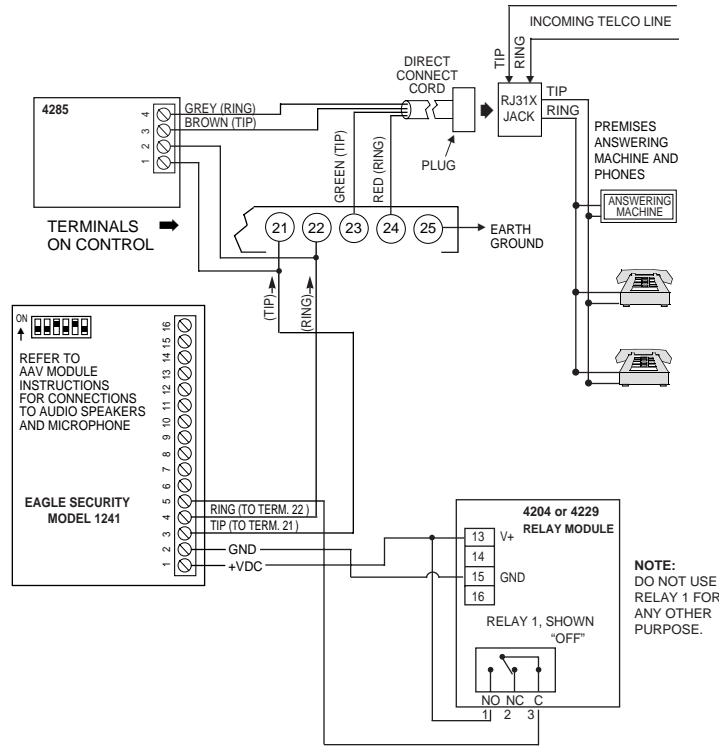 INCOMING TELCO LINE
TIP
RING
DIRECT
CONNECT
CORD
RJ31X
JACK
TIP
RING
PLUG
4285
4
3
2
1
GREY (RING)
BROWN (TIP)
GREEN (TIP)
RED (RING)
PREMISES
ANSWERING
MACHINE AND
PHONES
ANSWERING
MACHINE
TERMINALS
ON CONTROL
21
22
23
24
25
EARTH
GROUND
(TIP)
(RING)
ON
REFER TO
AAV MODULE
INSTRUCTIONS
FOR CONNECTIONS
TO AUDIO SPEAKERS
AND MICROPHONE
EAGLE SECURITY
MODEL 1241
16
15
14
13
12
11
10
9
8
7
6
5
4
3
2
1
RING (TO TERM. 22 )
TIP (TO TERM. 21)
GND
+VDC
4204 or 4229
RELAY MODULE
13 V+
14
15 GND
16
RELAY 1, SHOWN
“OFF”
NO NC C
1 2 3
NOTE:
DO NOT USE
RELAY 1 FOR
ANY OTHER
PURPOSE.